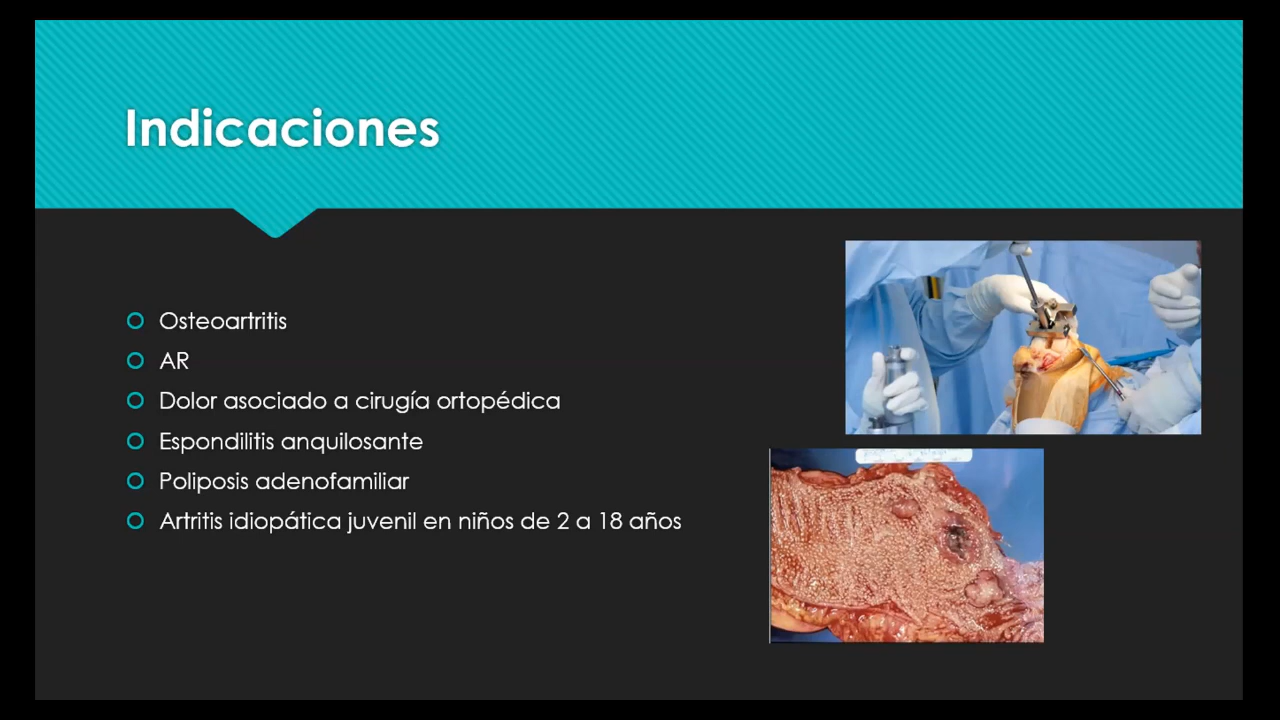 Indicaciones
Osteoartritis
AR
Dolor asociado a cirugía ortopédica
Espondilitis anquilosante
Poliposis adenofamiliar
Artritis idiopática juvenil en niños de 2 a 18 años